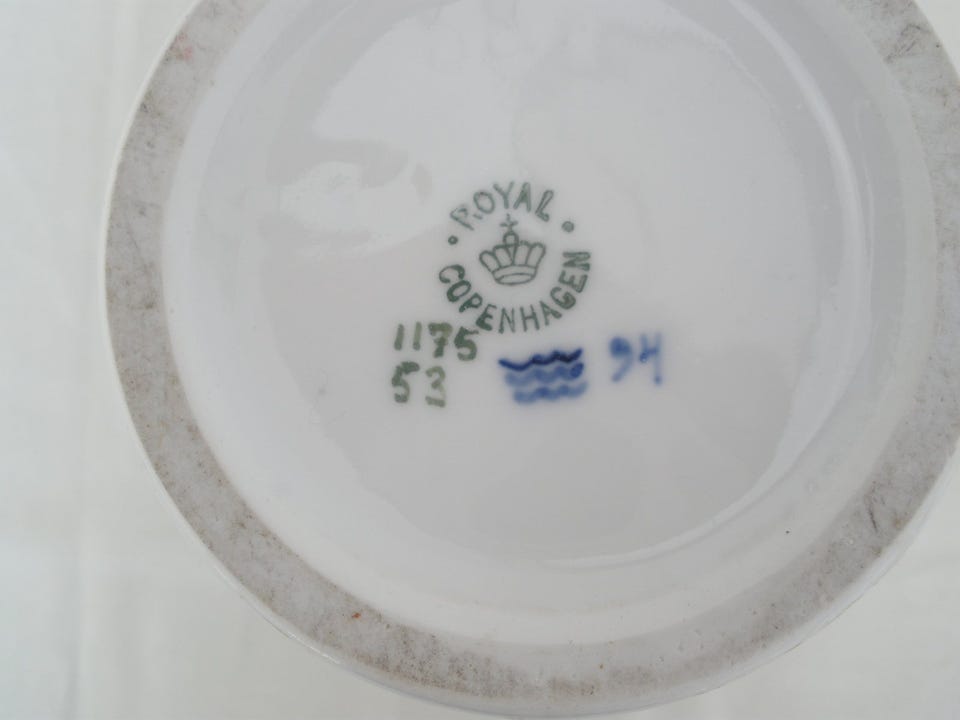 ROYAL
COPENHAGEN
1175
53
94